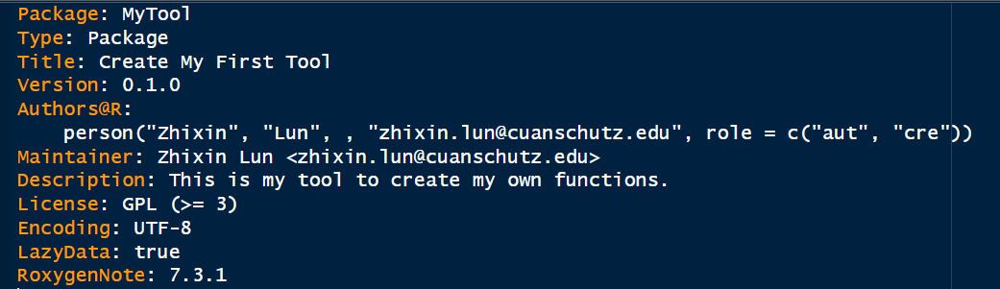 Package: MyTool
Type: Package
Title: Create My First Tool
Version: 0.1.0
Authors@R:
    person("Zhixin", "Lun", , "zhixin.lun@cuanschutz.edu", role = c("aut", "cre"))
Maintainer: Zhixin Lun <zhixin.lun@cuanschutz.edu>
Description: This is my tool to create my own functions.
License: GPL (>= 3)
Encoding: UTF-8
LazyData: true
RoxygenNote: 7.3.1